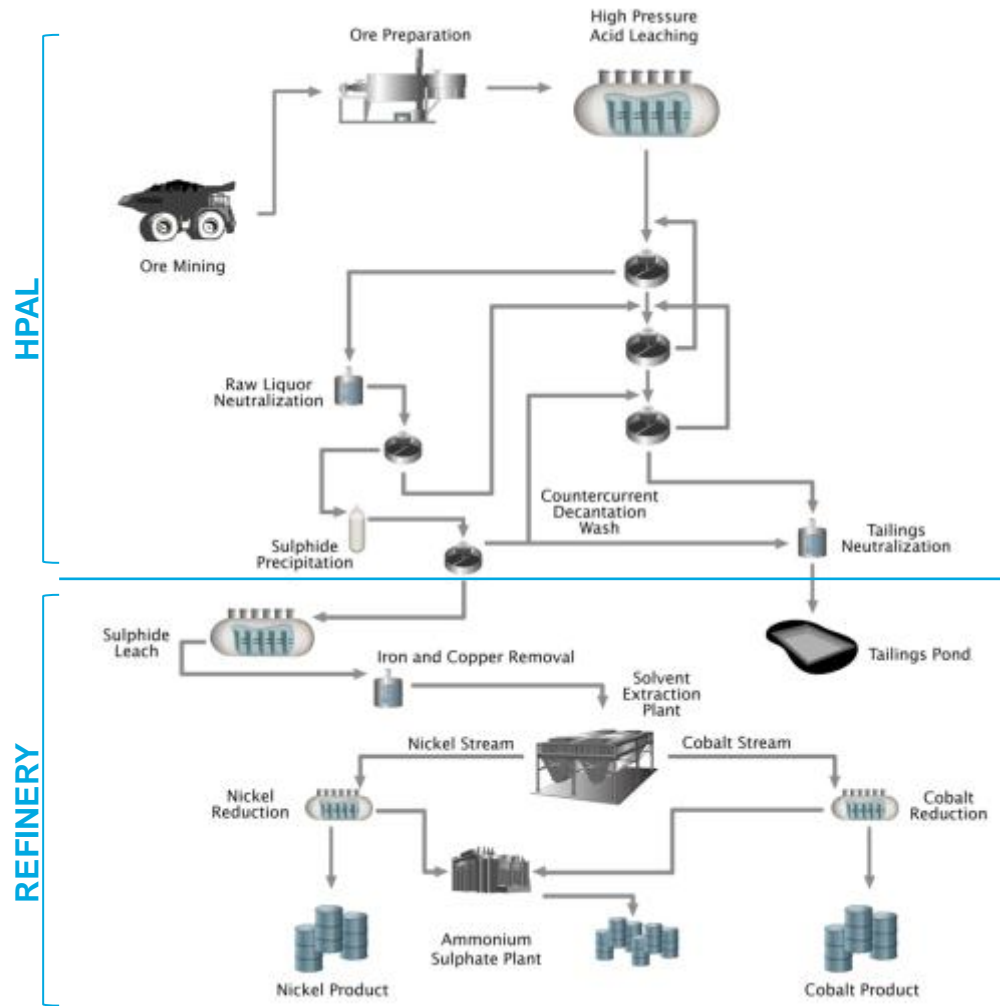 High Pressure
Acid Leaching
Ore Preparation
Ore Mining
HPAL
Raw Liquor
Neutralization
Countercurrent
Decantation
Wash
Sulphide
Precipitation
Tailings
Neutralization
Sulphide
Leach
Iron and Copper Removal
Tailings Pond
Solvent
Extraction
Plant
Nickel Stream
Cobalt Stream
REFINERY
Nickel
Reduction
Cobalt
Reduction
Ammonium
Sulphate Plant
Nickel Product
Cobalt Product